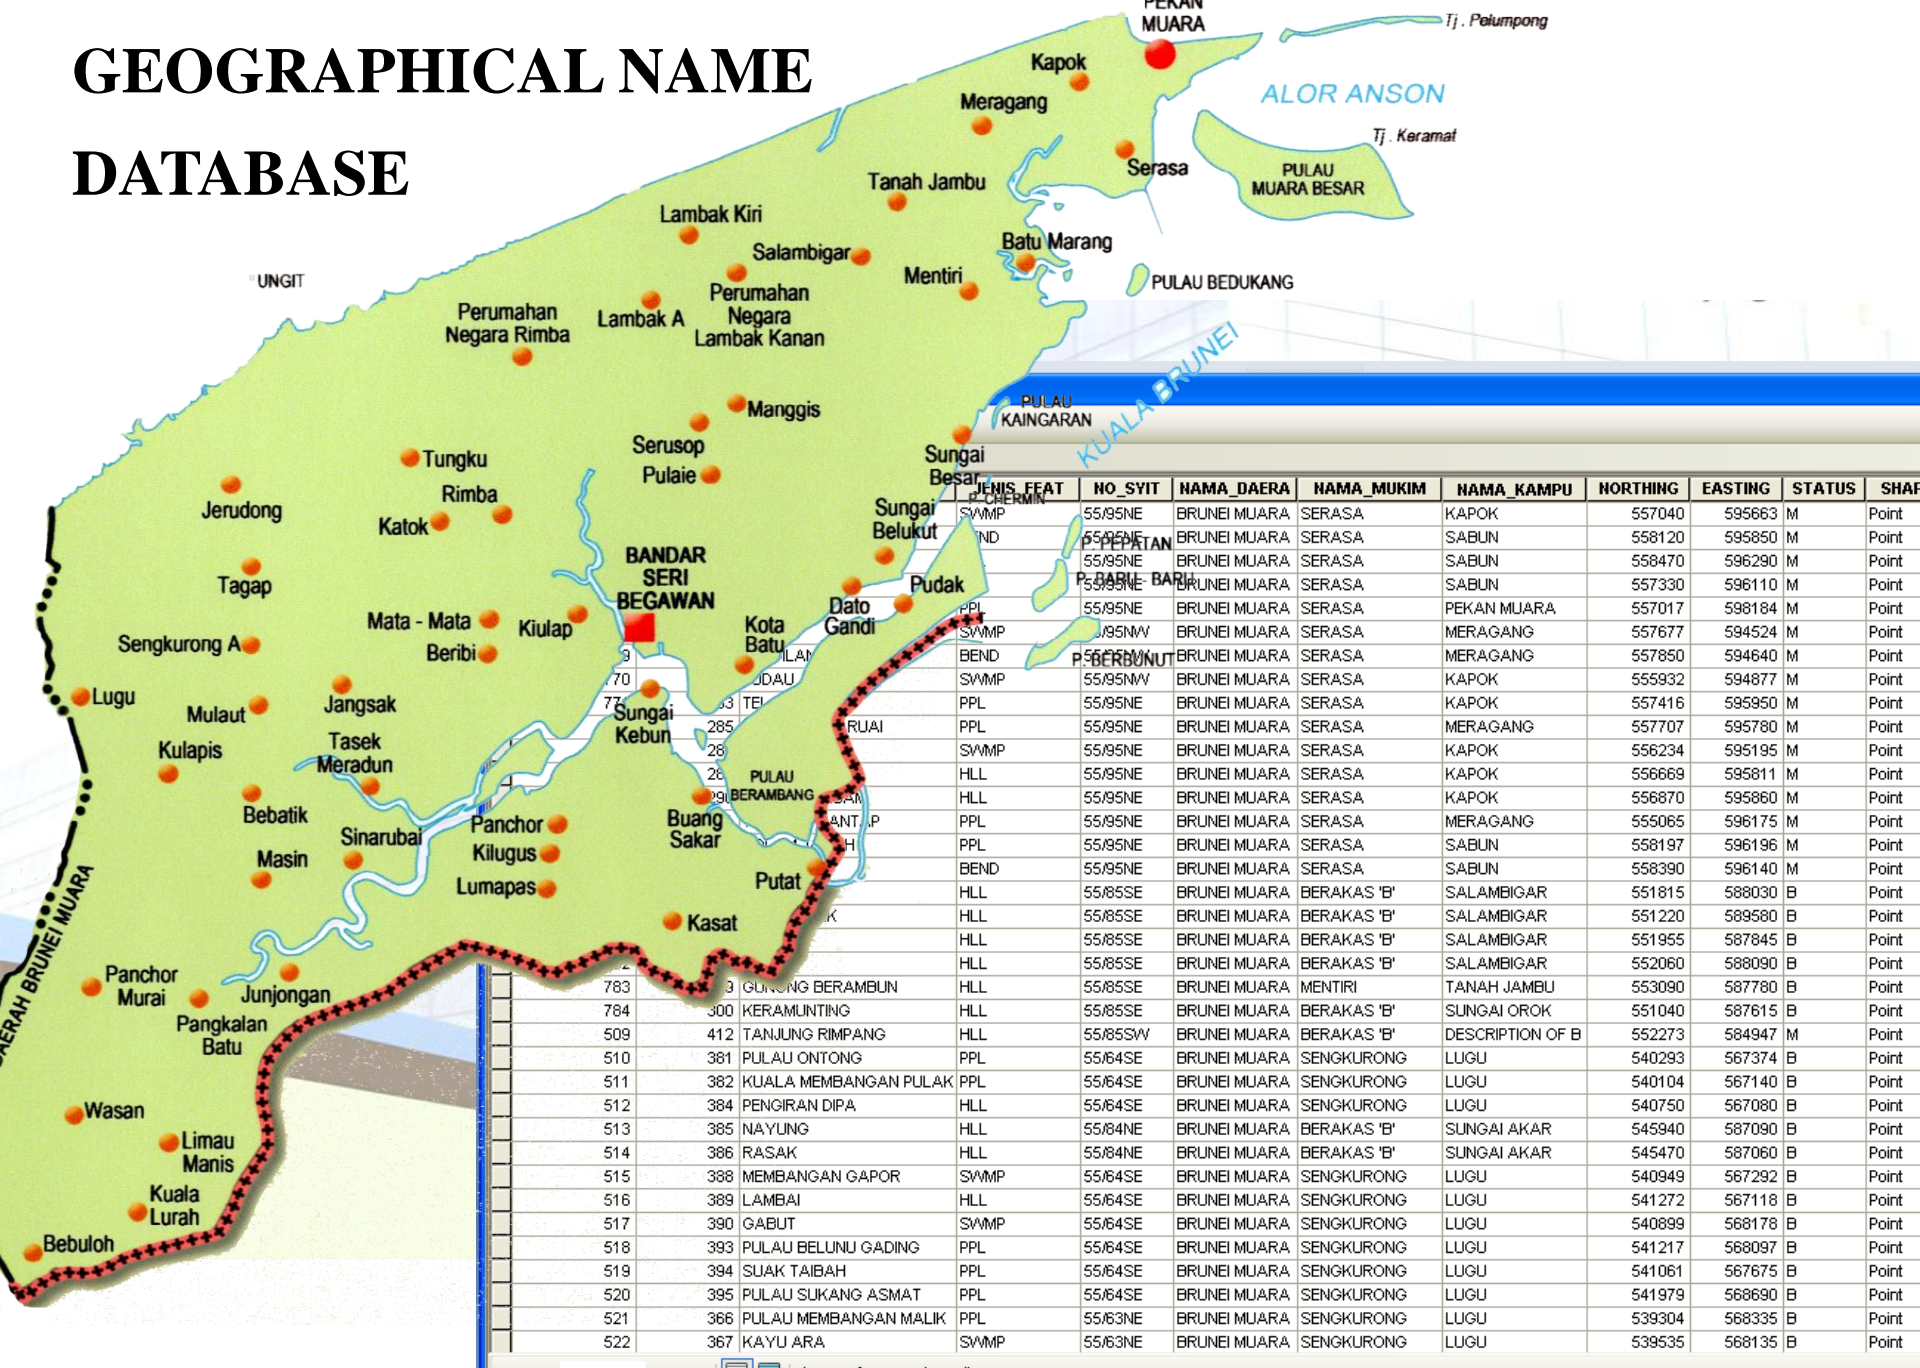 GEOGRAPHICAL NAME
DATABASE
PEKAN
MUARA
Tj. Pelumpong
Kapok
ALOR ANSON
Meragang
Tj. Keramat
Serasa
PULAU
MUARA BESAR
Tanah Jambu
Lambak Kiri
Batu Marang
Salambigar
Mentiri
UNGIT
PULAU BEDUKANG
Perumahan
Negara
Lambak Kanan
Perumahan
Negara Rimba
Lambak A
KUALA BRUNEI
PULAU
KAINGARAN
Manggis
Serusop
Pulaie
Sungai
Besar
Tungku
Rimba
Jerudong
Katok
P. CHERMIN
Sungai
Belukut
BANDAR
SERI
BEGAWAN
P. PEPATAN
P. BARU - BARU
Tagap
Pudak
Dato
Gandi
Mata - Mata
Kiulap
Kota
Batu
Sengkurong A
Beribi
P. BERBUNUT
Lugu
Jangsak
Mulaut
Sungai
Kebun
Kulapis
Tasek
Meradun
PULAU
BERAMBANG
Bebatik
Sinarubai
Panchor
Buang
Sakar
Masin
Kilugus
Lumapas
Putat
Kasat
DAERAH BRUNEI MUARA
Panchor
Murai
Junjongan
Pangkalan
Batu
Wasan
Limau
Manis
Kuala
Lurah
Bebuloh
JENIS_FEAT NO_SYIT NAMA_DAERA NAMA_MUKIM NAMA_KAMPU NORTHING EASTING STATUS SHAP
SWMP 55/95NE BRUNEI MUARA SERASA KAPOK 557040 595663 M Point
55/95NE BRUNEI MUARA SERASA SABUN 558120 595850 M Point
BRUNEI MUARA SERASA SABUN 558470 596290 M Point
55/95NE BRUNEI MUARA SERASA SABUN 557330 596110 M Point
PPL 55/95NE BRUNEI MUARA SERASA PEKAN MUARA 557017 598184 M Point
SWMP /95NW BRUNEI MUARA SERASA MERAGANG 557677 594524 M Point
BEND 55/95NW BRUNEI MUARA SERASA MERAGANG 557850 594640 M Point
70 SWMP 55/95NW BRUNEI MUARA SERASA KAPOK 555932 594877 M Point
PPL 55/95NE BRUNEI MUARA SERASA KAPOK 557416 595950 M Point
285 RUAI PPL 55/95NE BRUNEI MUARA SERASA MERAGANG 557707 595780 M Point
28 SWMP 55/95NE BRUNEI MUARA SERASA KAPOK 556234 595195 M Point
28 HLL 55/95NE BRUNEI MUARA SERASA KAPOK 556669 595811 M Point
HLL 55/95NE BRUNEI MUARA SERASA KAPOK 556870 595860 M Point
PPL 55/95NE BRUNEI MUARA SERASA MERAGANG 555065 596175 M Point
PPL 55/95NE BRUNEI MUARA SERASA SABUN 558197 596196 M Point
BEND 55/95NE BRUNEI MUARA SERASA SABUN 558390 596140 M Point
HLL 55/85SE BRUNEI MUARA BERAKAS 'B' SALAMBIGAR 551815 588030 B Point
HLL 55/85SE BRUNEI MUARA BERAKAS 'B' SALAMBIGAR 551220 589580 B Point
HLL 55/85SE BRUNEI MUARA BERAKAS 'B' SALAMBIGAR 551955 587845 B Point
HLL 55/85SE BRUNEI MUARA BERAKAS 'B' SALAMBIGAR 552060 588090 B Point
783 9 GUNONG BERAMBUN HLL 55/85SE BRUNEI MUARA MENTIRI TANAH JAMBU 553090 587780 B Point
784 300 KERAMUNTING HLL 55/85SE BRUNEI MUARA BERAKAS 'B' SUNGAI OROK 551040 587615 B Point
509 412 TANJUNG RIMPANG HLL 55/85SW BRUNEI MUARA BERAKAS 'B' DESCRIPTION OF B 552273 584947 M Point
510 381 PULAU ONTONG PPL 55/64SE BRUNEI MUARA SENGKURONG LUGU 540293 567374 B Point
511 382 KUALA MEMBANGAN PULAK PPL 55/64SE BRUNEI MUARA SENGKURONG LUGU 540104 567140 B Point
512 384 PENGIRAN DIPA HLL 55/64SE BRUNEI MUARA SENGKURONG LUGU 540750 567080 B Point
513 385 NAYUNG HLL 55/84NE BRUNEI MUARA BERAKAS 'B' SUNGAI AKAR 545940 587090 B Point
514 386 RASAK HLL 55/84NE BRUNEI MUARA BERAKAS 'B' SUNGAI AKAR 545470 587060 B Point
515 388 MEMBANGAN GAPOR SWMP 55/64SE BRUNEI MUARA SENGKURONG LUGU 540949 567292 B Point
516 389 LAMBAI HLL 55/64SE BRUNEI MUARA SENGKURONG LUGU 541272 567118 B Point
517 390 GABUT SWMP 55/64SE BRUNEI MUARA SENGKURONG LUGU 540899 568178 B Point
518 393 PULAU BELUNU GADING PPL 55/64SE BRUNEI MUARA SENGKURONG LUGU 541217 568097 B Point
519 394 SUAK TAIBAH PPL 55/64SE BRUNEI MUARA SENGKURONG LUGU 541061 567675 B Point
520 395 PULAU SUKANG ASMAT PPL 55/64SE BRUNEI MUARA SENGKURONG LUGU 541979 568690 B Point
521 366 PULAU MEMBANGAN MALIK PPL 55/63NE BRUNEI MUARA SENGKURONG LUGU 539304 568335 B Point
522 367 KAYU ARA SWMP 55/63NE BRUNEI MUARA SENGKURONG LUGU 539535 568135 B Point